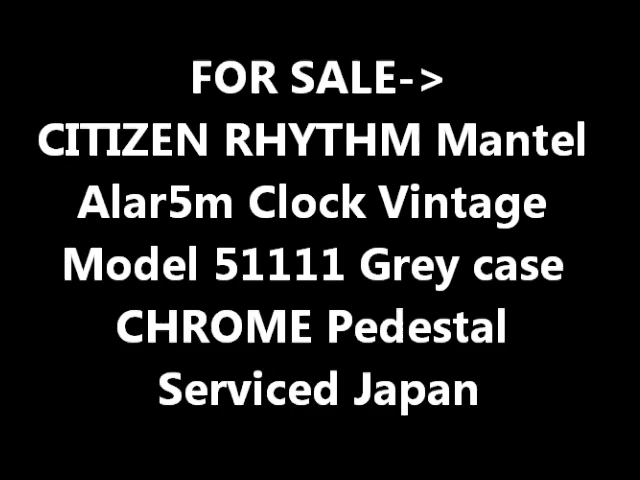 FOR SALE->
CITIZEN RHYTHM Mantel
Alar5m Clock Vintage
Model 51111 Grey case
CHROME Pedestal
Serviced Japan